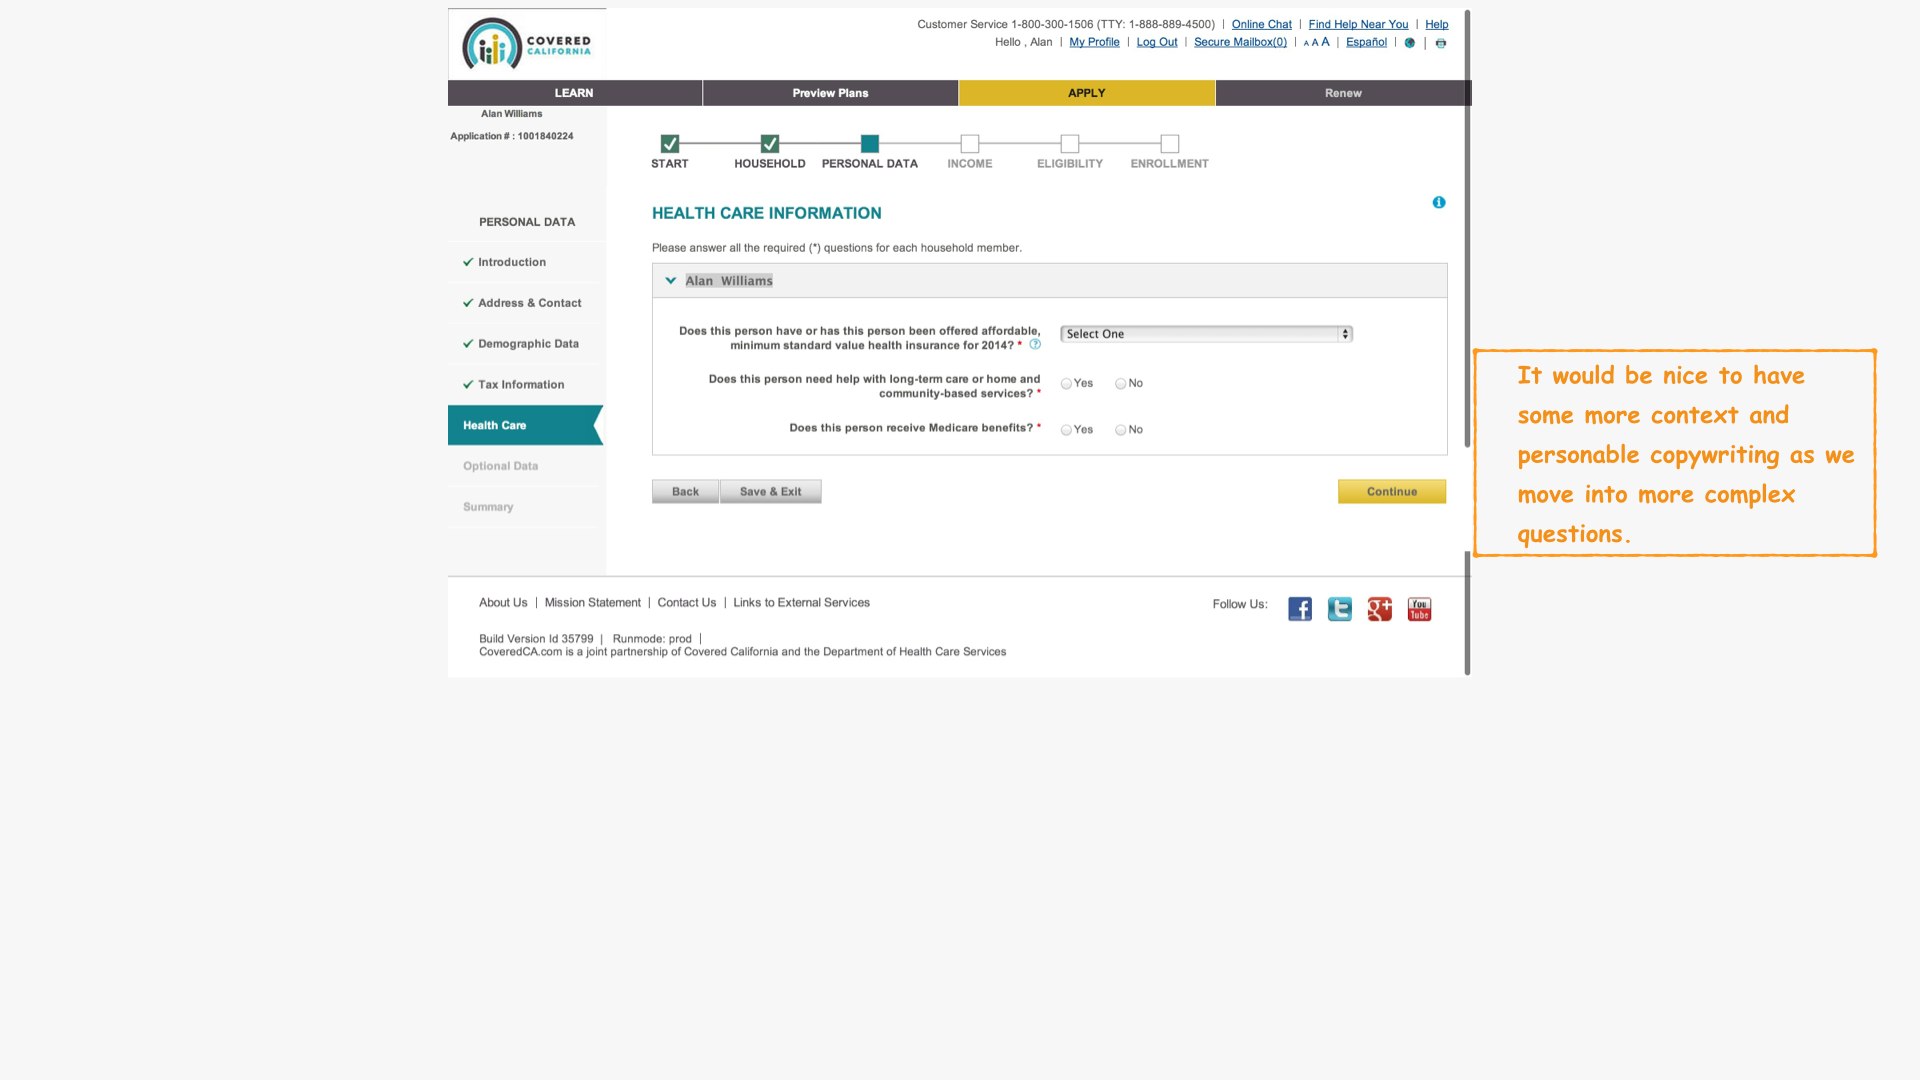 COVERED
CALIFORNIA
Customer Service 1-800-300-1506 (TTY: 1-888-889-4500) | Online Chat | Find Help Near You | Help
Hello , Alan | My Profile | Log Out | Secure Mailbox(0) | A A A | Español | |
LEARN Preview Plans APPLY Renew
Alan Williams
Application # : 1001840224
START HOUSEHOLD PERSONAL DATA INCOME ELIGIBILITY ENROLLMENT
PERSONAL DATA
Introduction
Address & Contact
Demographic Data
Tax Information
Health Care
Optional Data
Summary
HEALTH CARE INFORMATION
Please answer all the required (*) questions for each household member.
Alan Williams
Does this person have or has this person been offered affordable,
minimum standard value health insurance for 2014? * ?
Select One
Does this person need help with long-term care or home and
community-based services? *
Yes No
Does this person receive Medicare benefits? *
Yes No
Back Save & Exit Continue
It would be nice to have
some more context and
personable copywriting as we
move into more complex
questions.
About Us | Mission Statement | Contact Us | Links to External Services
Follow Us: f t g+ You Tube
Build Version Id 35799 | Runmode: prod |
CoveredCA.com is a joint partnership of Covered California and the Department of Health Care Services